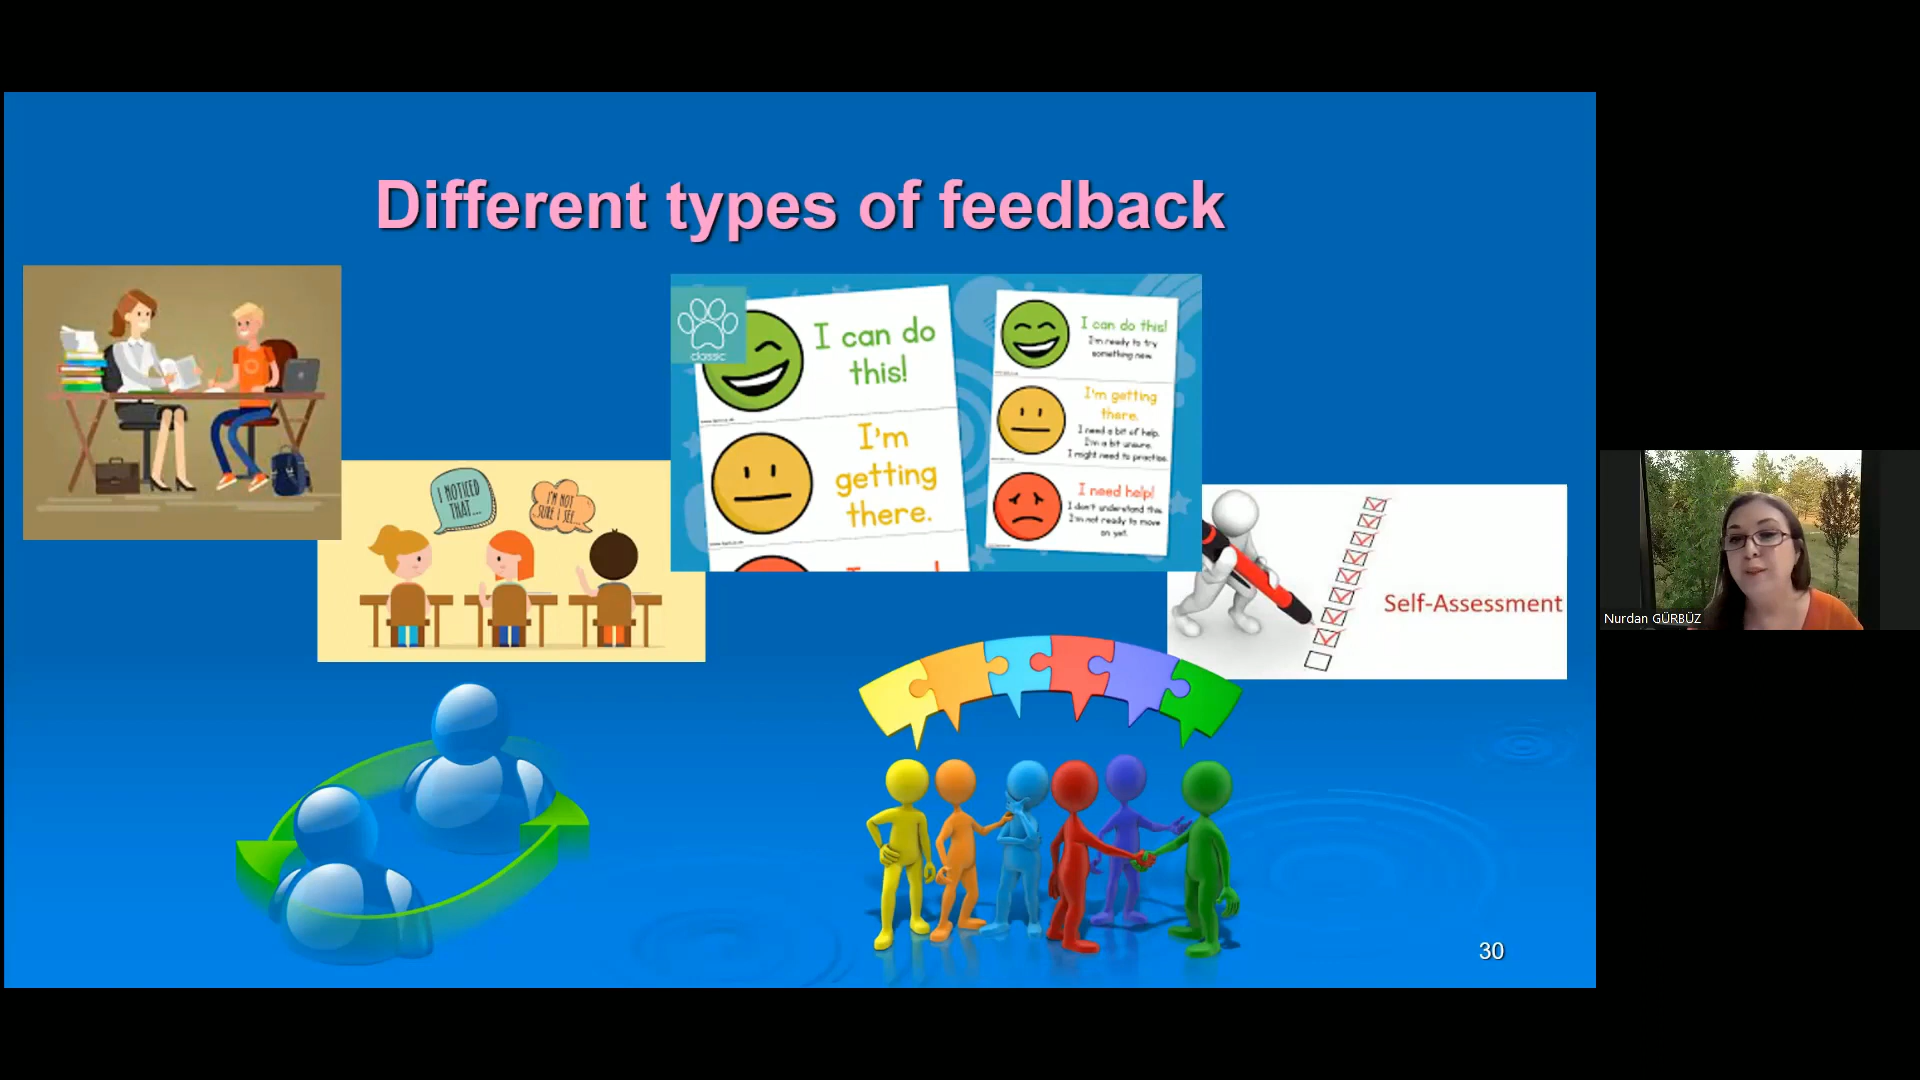 Different types of feedback
I NOTICED
THAT...
I'M NOT
SURE I SEE...
classic
I can do
this!
I'm
getting
there.
I can do this!
I'm ready to try
something new.
I'm getting
there.
I need a bit of help.
I'm a bit unsure.
I might need to practise.
I need help!
I don't understand this.
I'm not ready to move
on yet.
Self-Assessment
Nurdan GÜRBÜZ
30